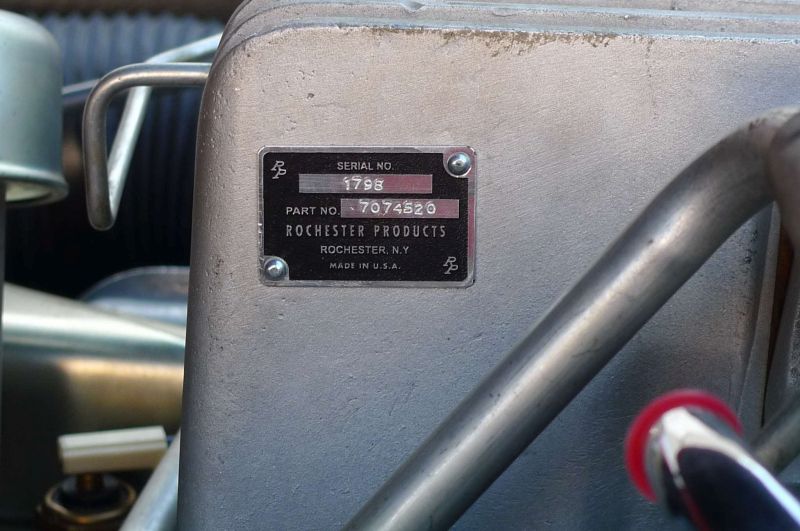 RP
SERIAL NO.
1798
PART NO. 7074520
ROCHESTER PRODUCTS
ROCHESTER, N.Y
MADE IN U.S.A.
RP